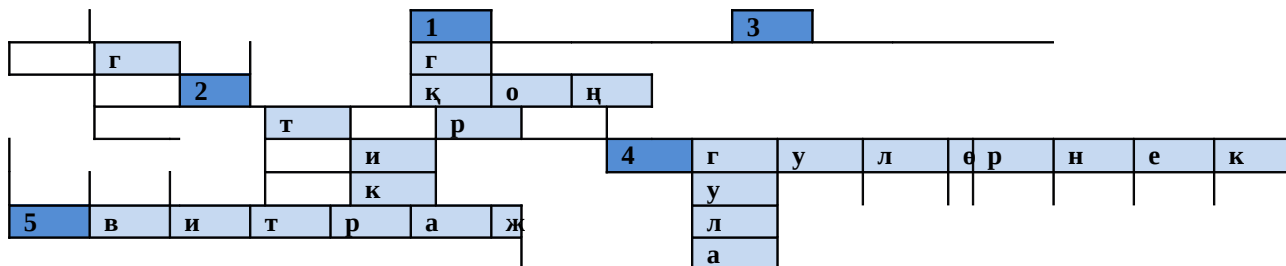 1 3
г г
2 қ о ң
т р
и 4 г у л ө р н е к
к у
5 в и т р а ж л
а